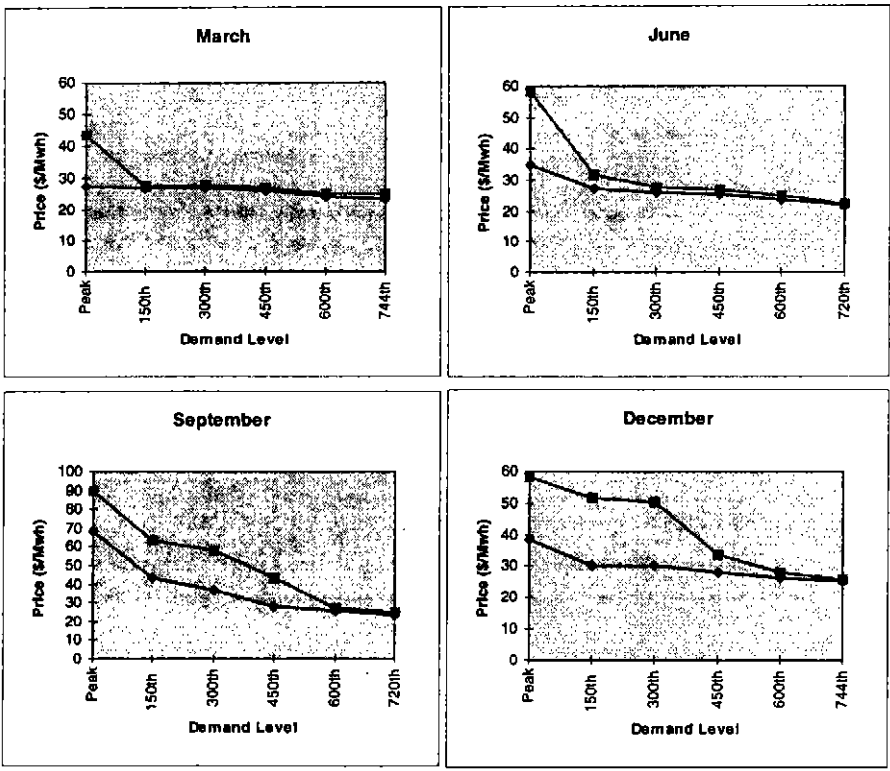 March
60
50
40
30
20
10
0
Price ($/Mwh)
Peak
150th
300th
450th
600th
744th
Demand Level
June
60
50
40
30
20
10
0
Price ($/Mwh)
Peak
150th
300th
450th
600th
720th
Demand Level
September
100
90
80
70
60
50
40
30
20
10
0
Price ($/Mwh)
Peak
150th
300th
450th
600th
720th
Demand Level
December
60
50
40
30
20
10
0
Price ($/Mwh)
Peak
150th
300th
450th
600th
744th
Demand Level